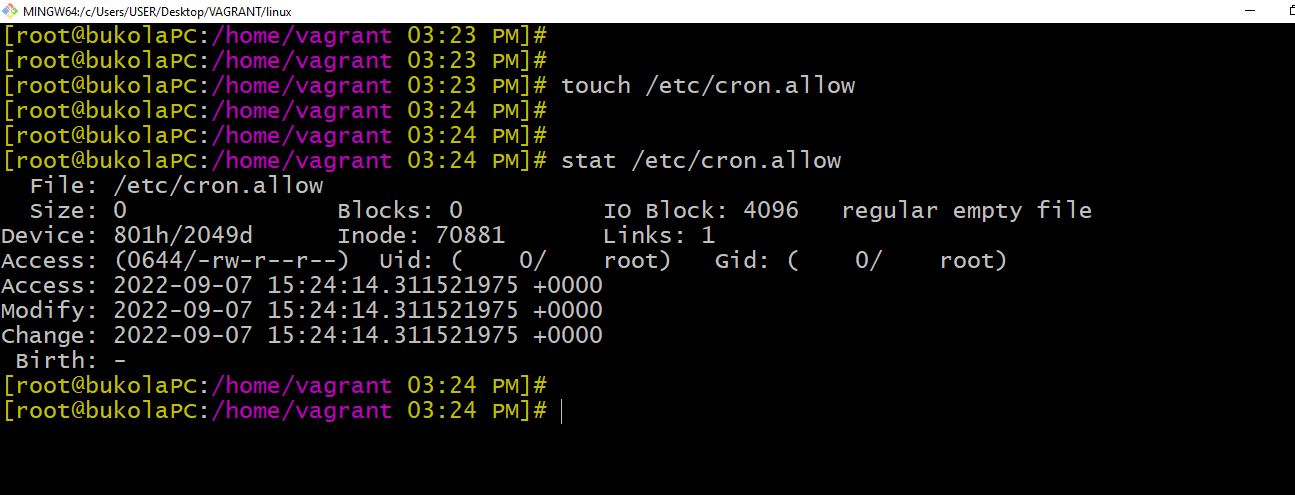 MINGW64:/c/Users/USER/Desktop/VAGRANT/linux
[root@bukolaPC:/home/vagrant 03:23 PM]#
[root@bukolaPC:/home/vagrant 03:23 PM]#
[root@bukolaPC:/home/vagrant 03:23 PM]# touch /etc/cron.allow
[root@bukolaPC:/home/vagrant 03:24 PM]#
[root@bukolaPC:/home/vagrant 03:24 PM]#
[root@bukolaPC:/home/vagrant 03:24 PM]# stat /etc/cron.allow
  File: /etc/cron.allow
  Size: 0               Blocks: 0          IO Block: 4096   regular empty file
Device: 801h/2049d      Inode: 70881       Links: 1
Access: (0644/-rw-r--r--)  Uid: (    0/    root)   Gid: (    0/    root)
Access: 2022-09-07 15:24:14.311521975 +0000
Modify: 2022-09-07 15:24:14.311521975 +0000
Change: 2022-09-07 15:24:14.311521975 +0000
 Birth: -
[root@bukolaPC:/home/vagrant 03:24 PM]#
[root@bukolaPC:/home/vagrant 03:24 PM]#